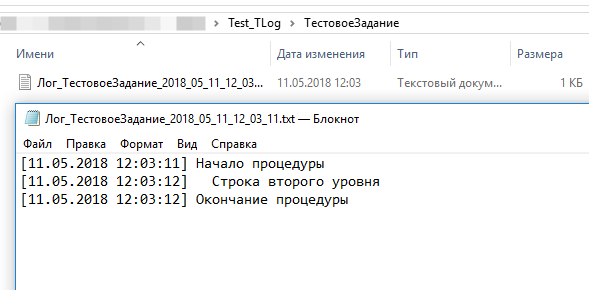 Test_TLog > ТестовоеЗадание
Имени Дата изменения Тип Размера
Лог_ТестовоеЗадание_2018_05_11_12_03... 11.05.2018 12:03 Текстовый докум... 1 КБ
Лог_ТестовоеЗадание_2018_05_11_12_03_11.txt — Блокнот
Файл Правка Формат Вид Справка
[11.05.2018 12:03:11] Начало процедуры
[11.05.2018 12:03:12]   Строка второго уровня
[11.05.2018 12:03:12] Окончание процедуры